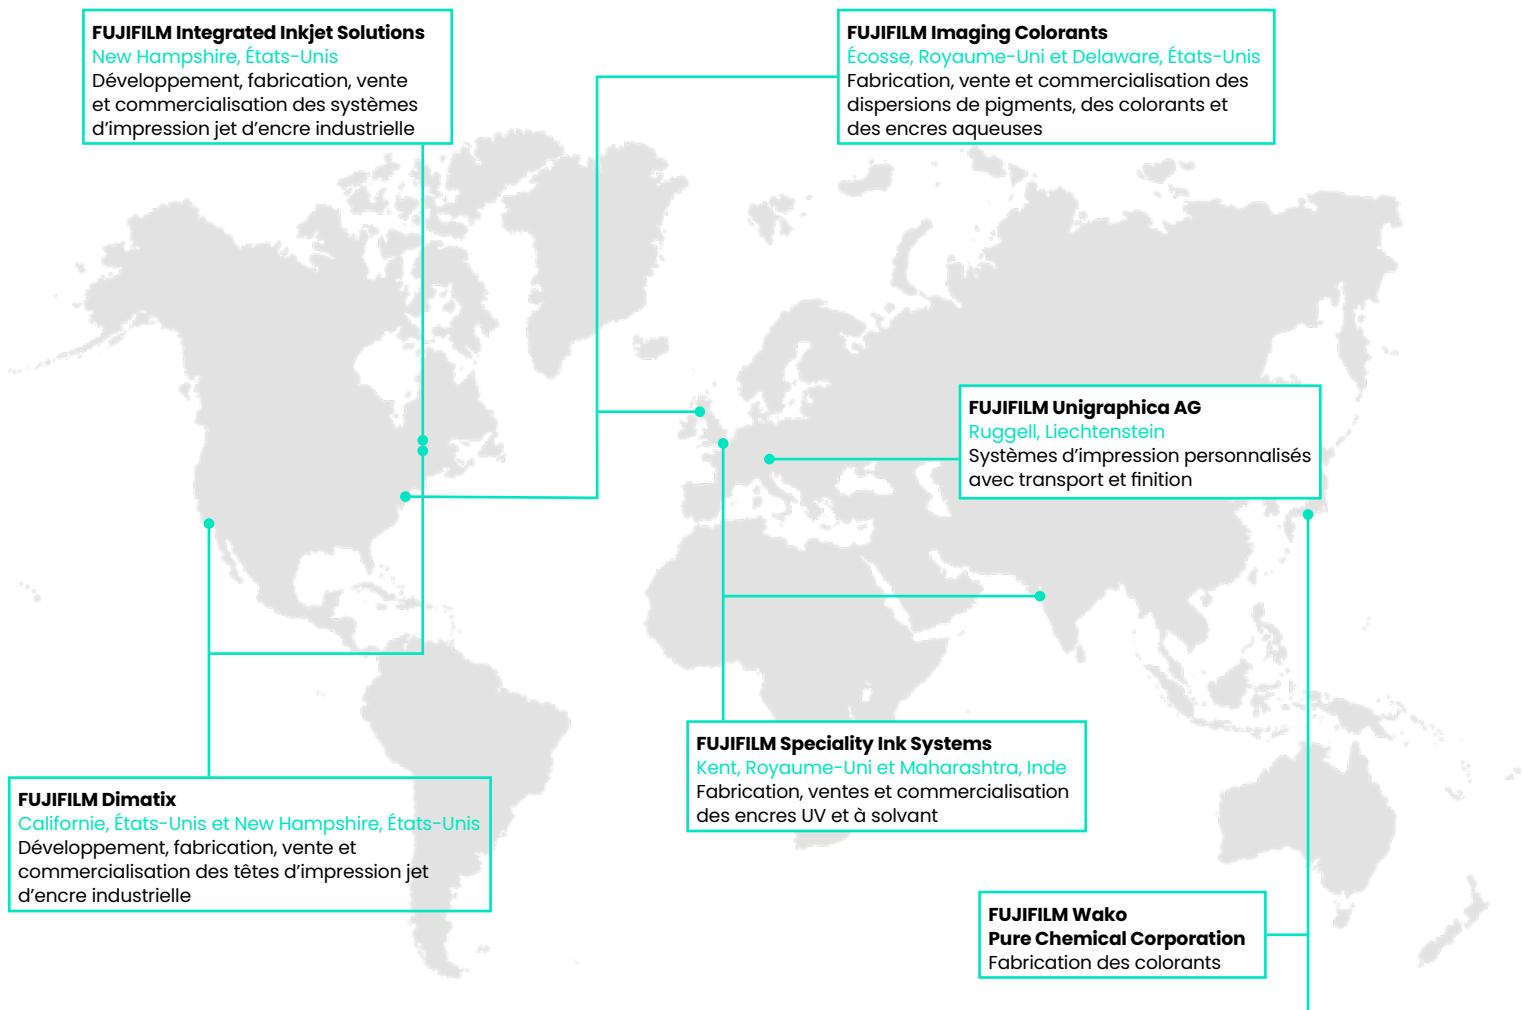 FUJIFILM Integrated Inkjet Solutions
New Hampshire, États-Unis
Développement, fabrication, vente
et commercialisation des systèmes
d’impression jet d’encre industrielle
FUJIFILM Imaging Colorants
Écosse, Royaume-Uni et Delaware, États-Unis
Fabrication, vente et commercialisation des
dispersions de pigments, des colorants et
des encres aqueuses
FUJIFILM Unigraphica AG
Ruggell, Liechtenstein
Systèmes d’impression personnalisés
avec transport et finition
FUJIFILM Speciality Ink Systems
Kent, Royaume-Uni et Maharashtra, Inde
Fabrication, ventes et commercialisation
des encres UV et à solvant
FUJIFILM Dimatix
Californie, États-Unis et New Hampshire, États-Unis
Développement, fabrication, vente et
commercialisation des têtes d’impression jet
d’encre industrielle
FUJIFILM Wako
Pure Chemical Corporation
Fabrication des colorants